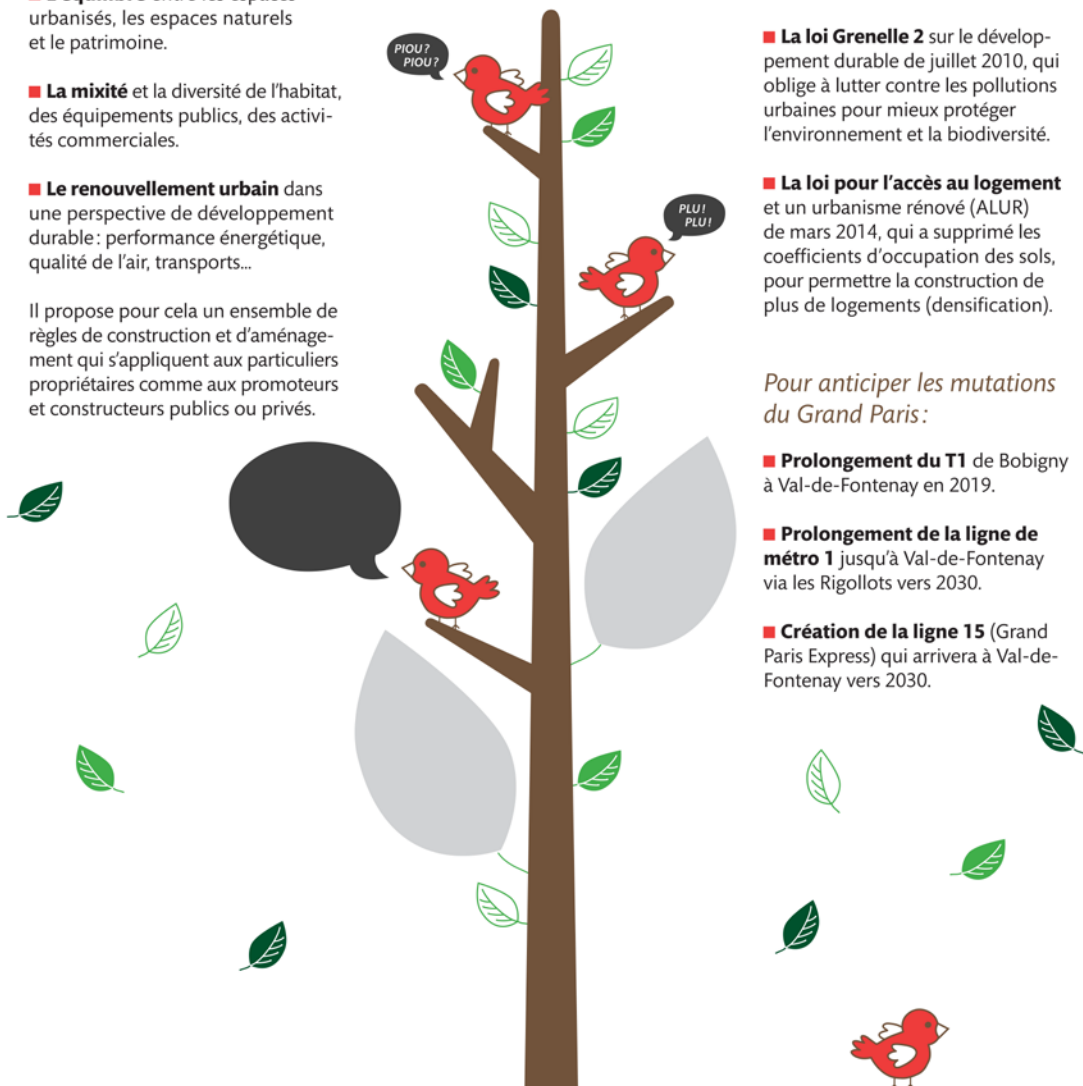 urbanisés, les espaces naturels
et le patrimoine.
■ La mixité et la diversité de l'habitat,
des équipements publics, des activi-
tés commerciales.
■ Le renouvellement urbain dans
une perspective de développement
durable : performance énergétique,
qualité de l'air, transports...
Il propose pour cela un ensemble de
règles de construction et d'aménage-
ment qui s'appliquent aux particuliers
propriétaires comme aux promoteurs
et constructeurs publics ou privés.
PIOU ?
PIOU ?
PLU !
PLU !
■ La loi Grenelle 2 sur le dévelop-
pement durable de juillet 2010, qui
oblige à lutter contre les pollutions
urbaines pour mieux protéger
l'environnement et la biodiversité.
■ La loi pour l'accès au logement
et un urbanisme rénové (ALUR)
de mars 2014, qui a supprimé les
coefficients d'occupation des sols,
pour permettre la construction de
plus de logements (densification).
Pour anticiper les mutations
du Grand Paris :
■ Prolongement du T1 de Bobigny
à Val-de-Fontenay en 2019.
■ Prolongement de la ligne de
métro 1 jusqu'à Val-de-Fontenay
via les Rigollots vers 2030.
■ Création de la ligne 15 (Grand
Paris Express) qui arrivera à Val-de-
Fontenay vers 2030.